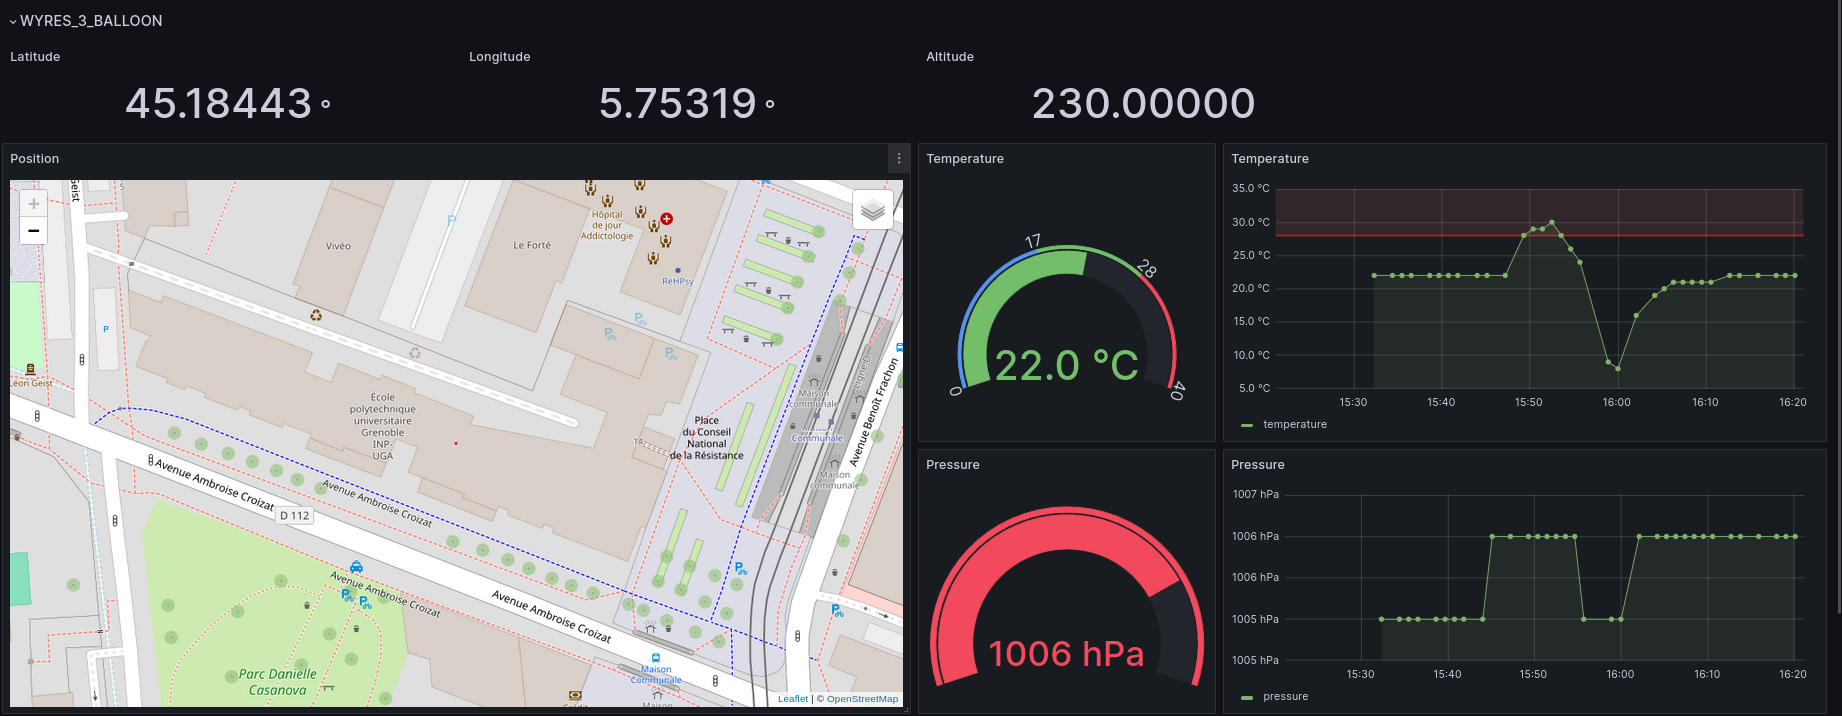 WYRES_3_BALLOON
Latitude
45.18443 °
Longitude
5.75319 °
Altitude
230.00000
Position
+
−
Geist
5
P
Vivéo
Le Forté
Hôpital
de jour
Addictologie
ReHPsy
P
Léon Geist
École
polytechnique
universitaire
Grenoble
INP-
UGA
14
Place
du Conseil
National
de la Résistance
Maison
communale
Maison
Communale
Maison
communale
Ligne D
Avenue Benoît Frachon
Avenue Ambroise Croizat
Avenue Ambroise Croizat
D 112
Avenue Ambroise Croizat
Avenue Ambroise Croizat
Parc Danielle
Casanova
Maison
Communale
Maison
Crédit
Leaflet | © OpenStreetMap
Temperature
0
17
28
40
22.0 °C
Temperature
35.0 °C
30.0 °C
25.0 °C
20.0 °C
15.0 °C
10.0 °C
5.0 °C
15:30 15:40 15:50 16:00 16:10 16:20
temperature
Pressure
1006 hPa
Pressure
1007 hPa
1006 hPa
1006 hPa
1005 hPa
1005 hPa
15:30 15:40 15:50 16:00 16:10 16:20
pressure